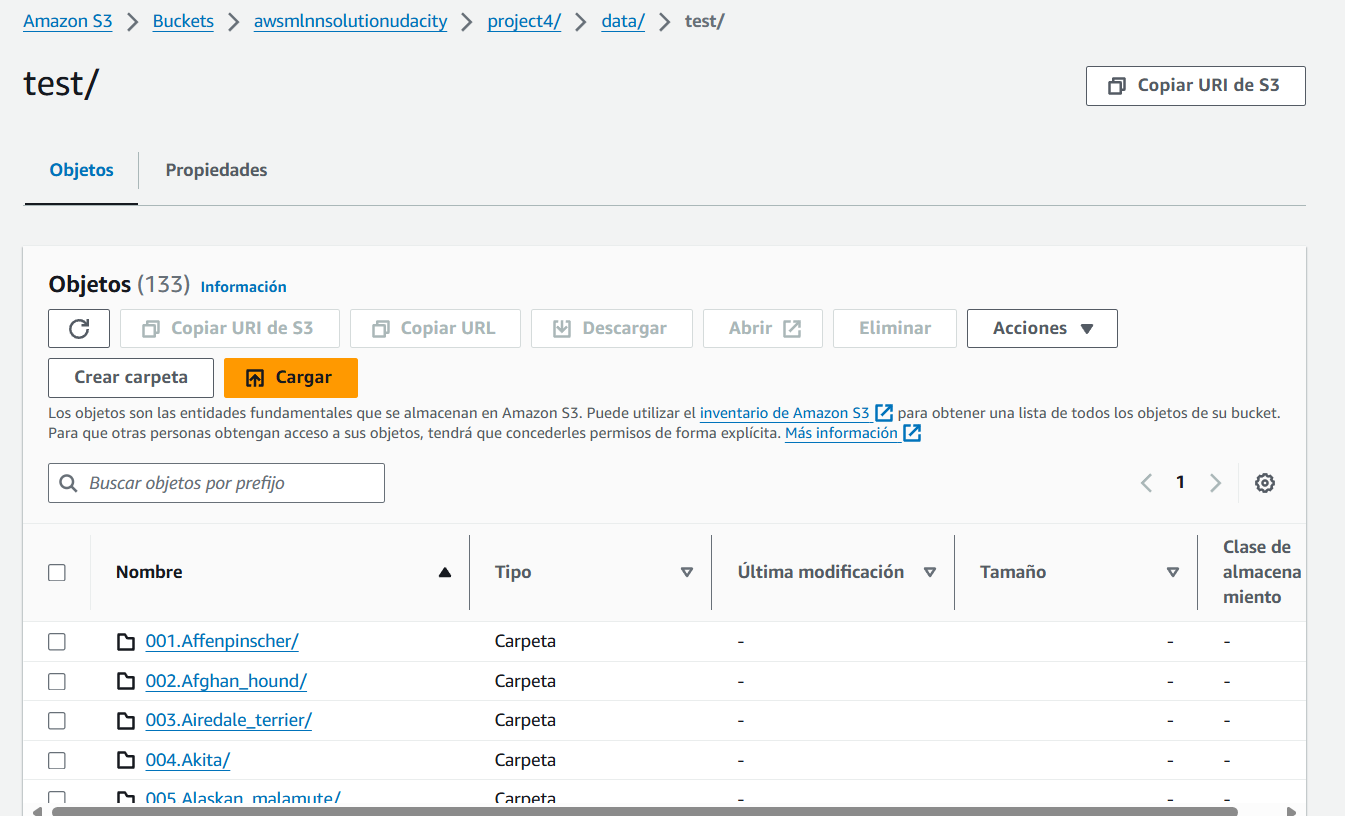 Amazon S3 > Buckets > awsmlnnsolutionudacity > project4/ > data/ > test/
test/
Copiar URI de S3
Objetos
Propiedades
Objetos (133) Información
Copiar URI de S3
Copiar URL
Descargar
Abrir
Eliminar
Acciones
Crear carpeta
Cargar
Los objetos son las entidades fundamentales que se almacenan en Amazon S3. Puede utilizar el inventario de Amazon S3 para obtener una lista de todos los objetos de su bucket.
Para que otras personas obtengan acceso a sus objetos, tendrá que concederles permisos de forma explícita. Más información
Buscar objetos por prefijo
1
Nombre
Tipo
Última modificación
Tamaño
Clase de
almacena
miento
001.Affenpinscher/ Carpeta - - -
002.Afghan_hound/ Carpeta - - -
003.Airedale_terrier/ Carpeta - - -
004.Akita/ Carpeta - - -
005.Alaskan_malamute/ Carpeta - - -